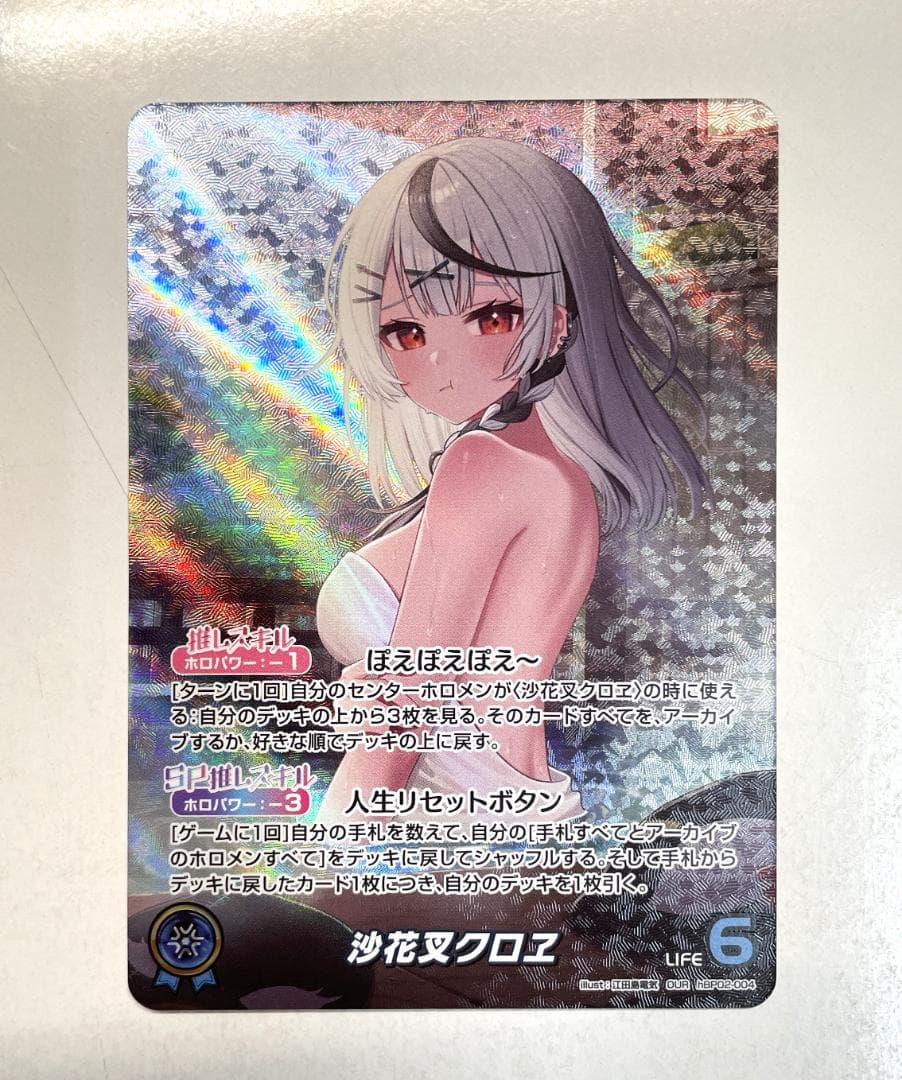 推しスキル
ホロパワー：－1
ぽえぽえぽえ～
[ターンに1回]自分のセンターホロメンが〈沙花叉クロヱ〉の時に使え
る：自分のデッキの上から3枚を見る。そのカードすべてを、アーカイ
ブするか、好きな順でデッキの上に戻す。
SP推しスキル
ホロパワー：－3
人生リセットボタン
[ゲームに1回]自分の手札を数えて、自分の[手札すべてとアーカイブ
のホロメンすべて]をデッキに戻してシャッフルする。そして手札から
デッキに戻したカード1枚につき、自分のデッキを1枚引く。
沙花叉クロヱ
LIFE 6
illust：江田島電気 OUR hBP02-004